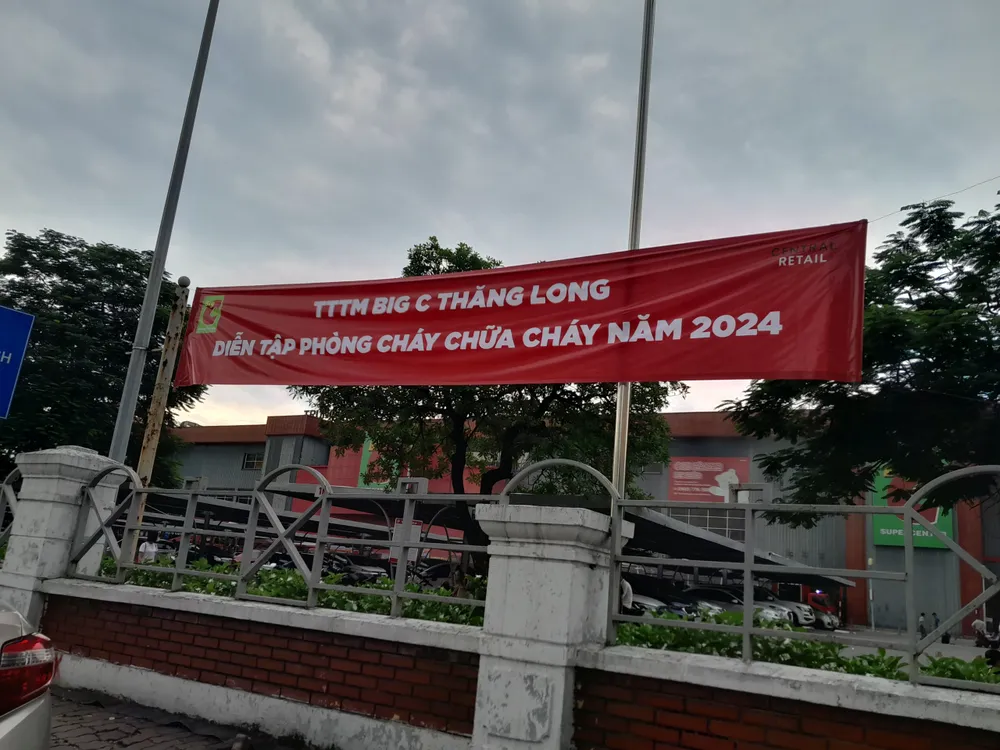 CENTRAL
RETAIL
TTTM BIG C THĂNG LONG
DIỄN TẬP PHÒNG CHÁY CHỮA CHÁY NĂM 2024